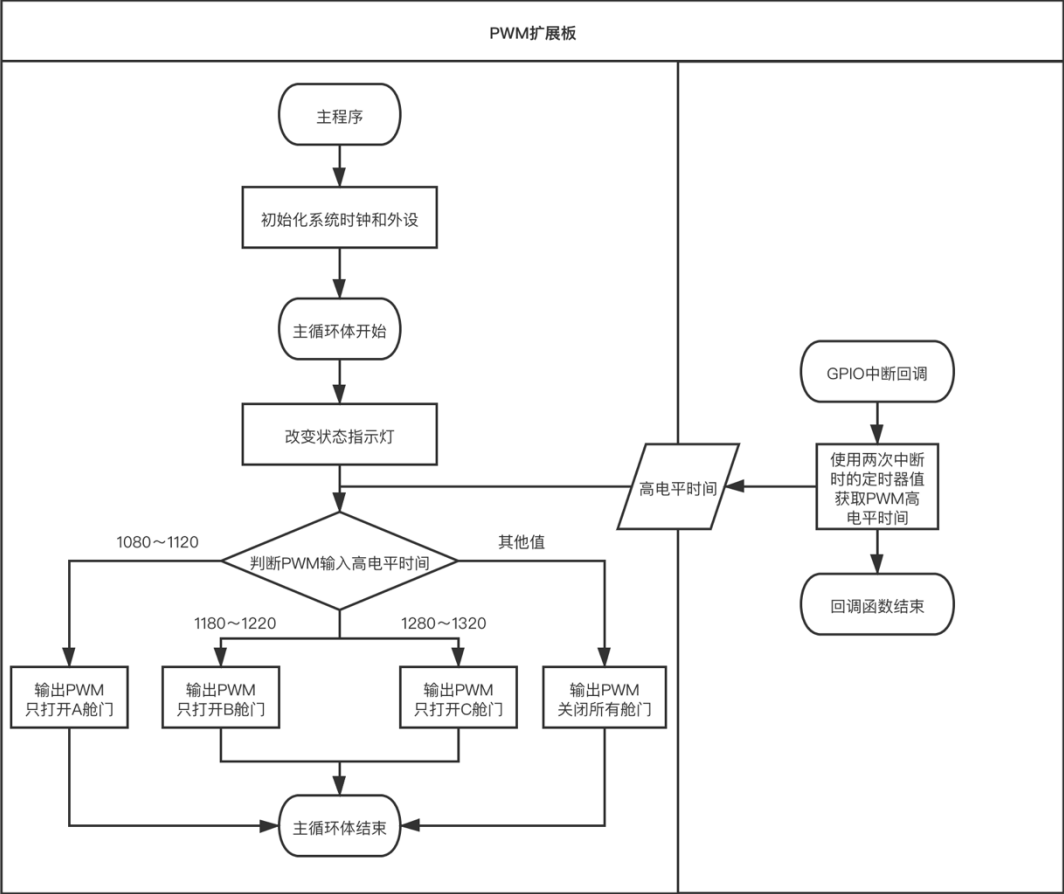 PWM扩展板
主程序
初始化系统时钟和外设
主循环体开始
改变状态指示灯
判断PWM输入高电平时间
1080～1120
1180～1220
1280～1320
其他值
输出PWM
只打开A舱门
输出PWM
只打开B舱门
输出PWM
只打开C舱门
输出PWM
关闭所有舱门
主循环体结束
GPIO中断回调
使用两次中断
时的定时器值
获取PWM高
电平时间
高电平时间
回调函数结束